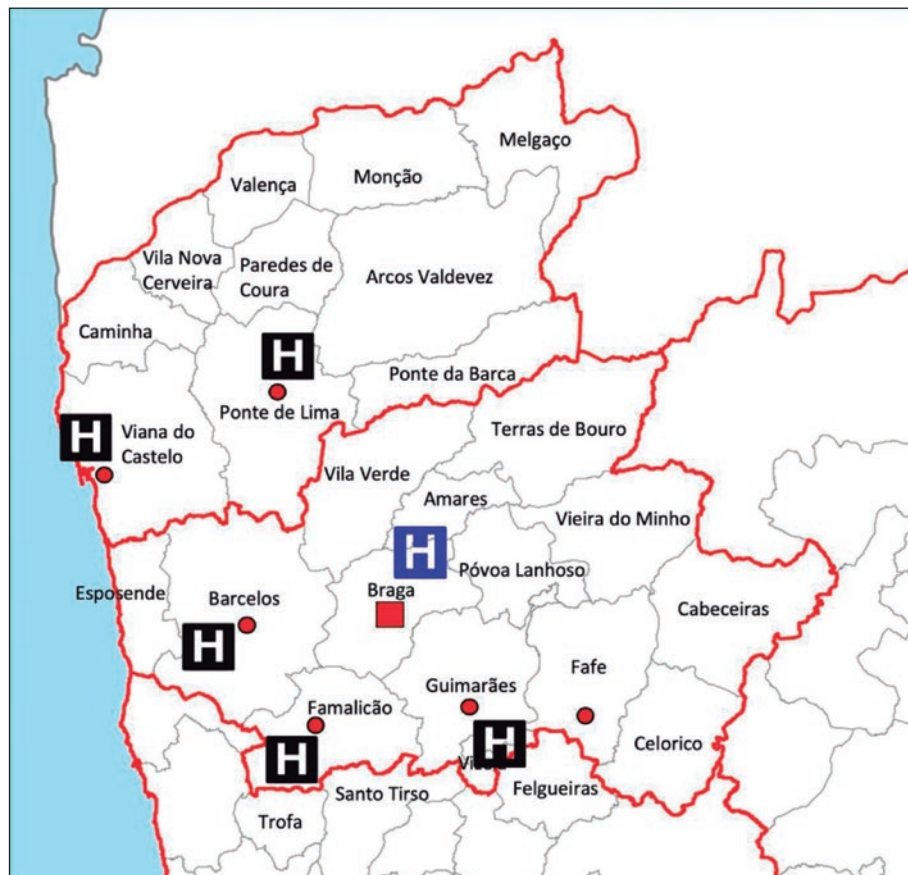 Melgaço
Monção
Valença
Vila Nova
Cerveira
Paredes de
Coura
Arcos Valdevez
Caminha
H
Ponte da Barca
Ponte de Lima
H
Viana do
Castelo
Terras de Bouro
Vila Verde
Amares
Vieira do Minho
H
Póvoa Lanhoso
Esposende
Barcelos
Braga
Cabeceiras
H
Fafe
Guimarães
Famalicão
H
Celorico
H
Felgueiras
Santo Tirso
Trofa